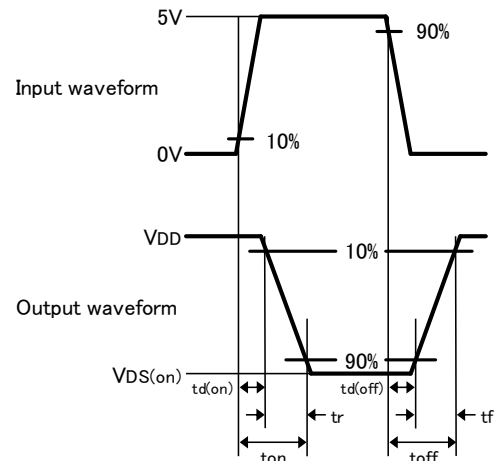 5V
90%
Input waveform
10%
0V
VDD
10%
Output waveform
90%
VDS(on)
td(on)
td(off)
tr
tf
ton
toff